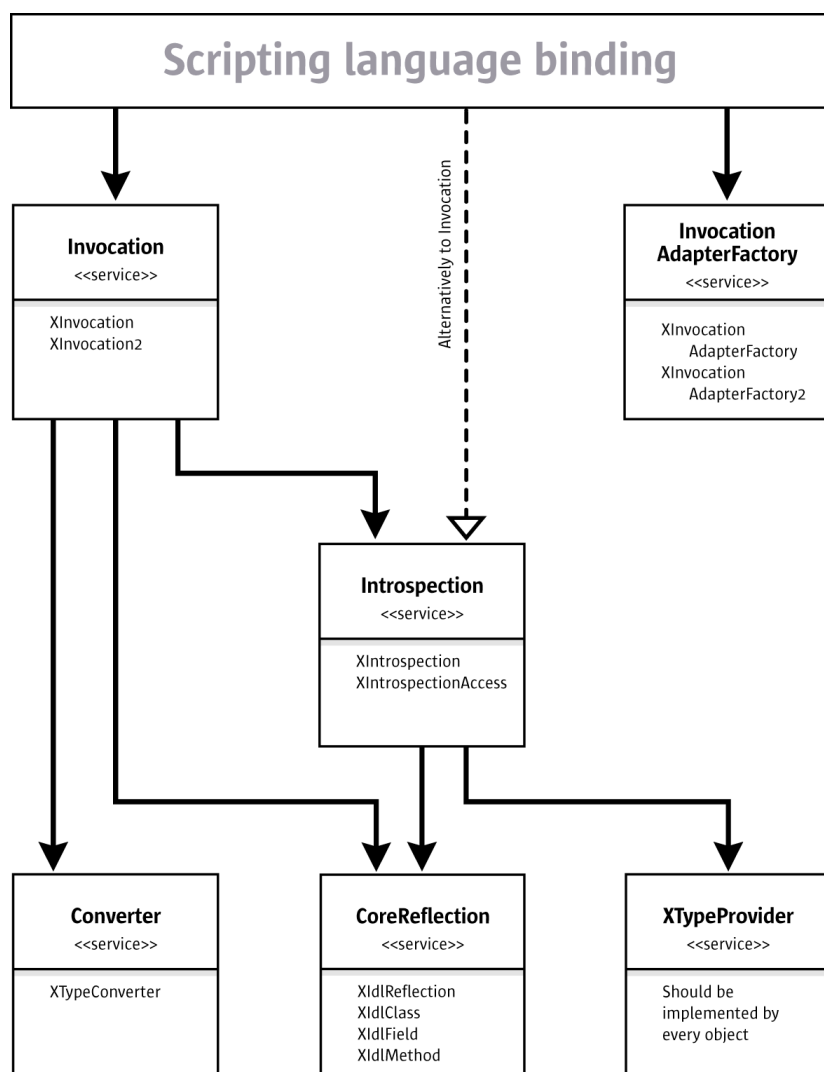 Scripting language binding
Alternatively to Invocation
Invocation
<<service>>
XInvocation
XInvocation2
Invocation
AdapterFactory
<<service>>
XInvocation
AdapterFactory
XInvocation
AdapterFactory2
Introspection
<<service>>
XIntrospection
XIntrospectionAccess
Converter
<<service>>
XTypeConverter
CoreReflection
<<service>>
XIdlReflection
XIdlClass
XIdlField
XIdlMethod
XTypeProvider
<<service>>
Should be
implemented by
every object